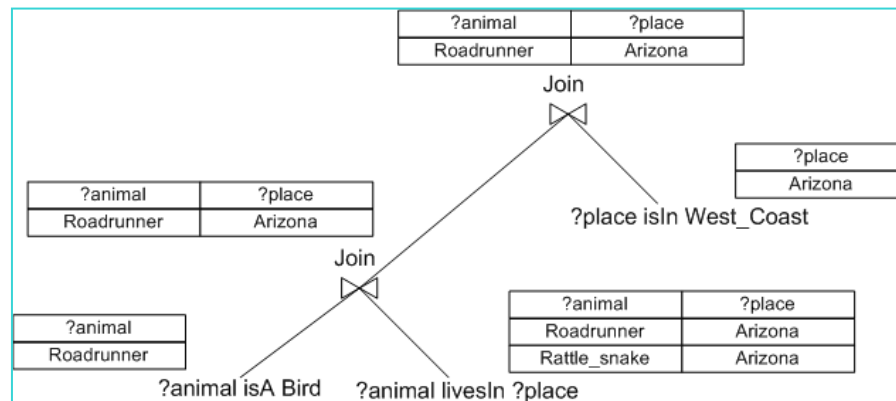 ?animal ?place
Roadrunner Arizona
Join
?place
Arizona
?animal ?place
Roadrunner Arizona
?place isIn West_Coast
Join
?animal ?place
Roadrunner Arizona
Rattle_snake Arizona
?animal
Roadrunner
?animal isA Bird
?animal livesIn ?place